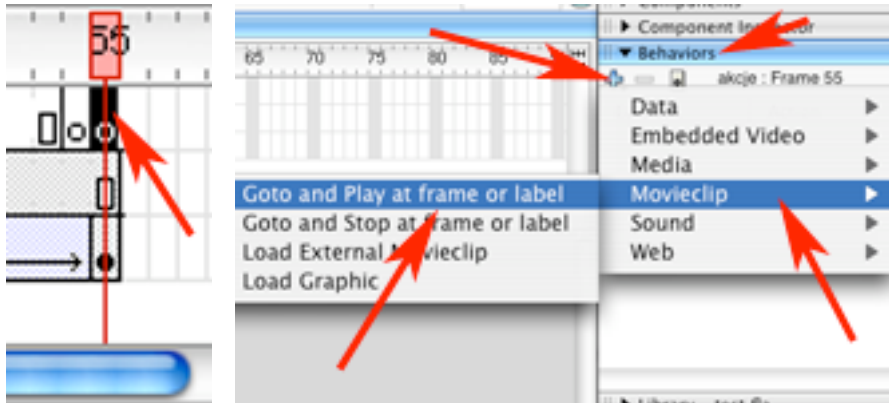 55
65 70 75 80 85
Components
Component Inspector
Behaviors
akcje : Frame 55
Data
Embedded Video
Media
Movieclip
Sound
Web
Goto and Play at frame or label
Goto and Stop at frame or label
Load External Movieclip
Load Graphic